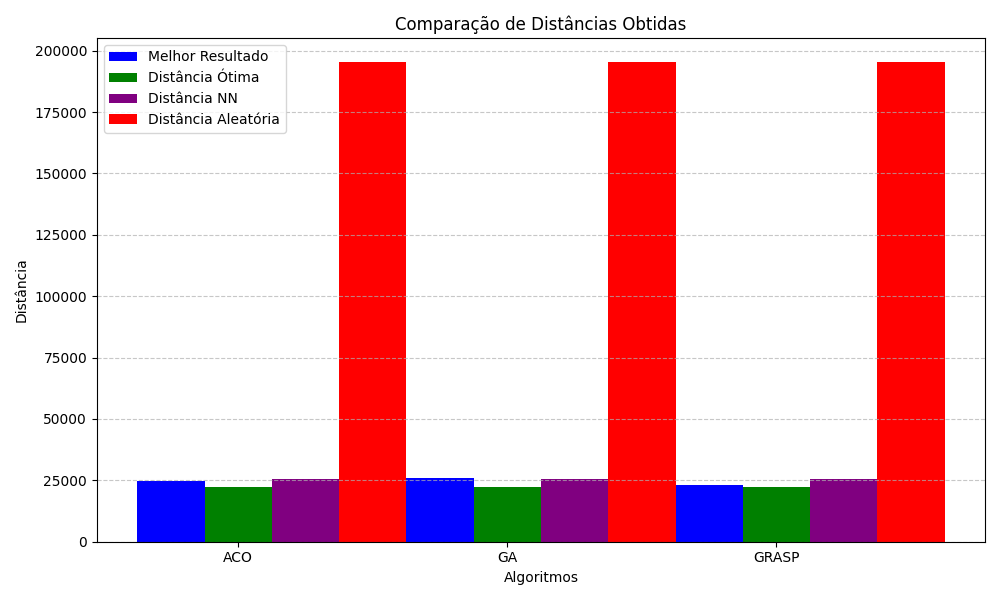 Comparação de Distâncias Obtidas
Melhor Resultado
Distância Ótima
Distância NN
Distância Aleatória
Distância
200000
175000
150000
125000
100000
75000
50000
25000
0
ACO GA GRASP
Algoritmos